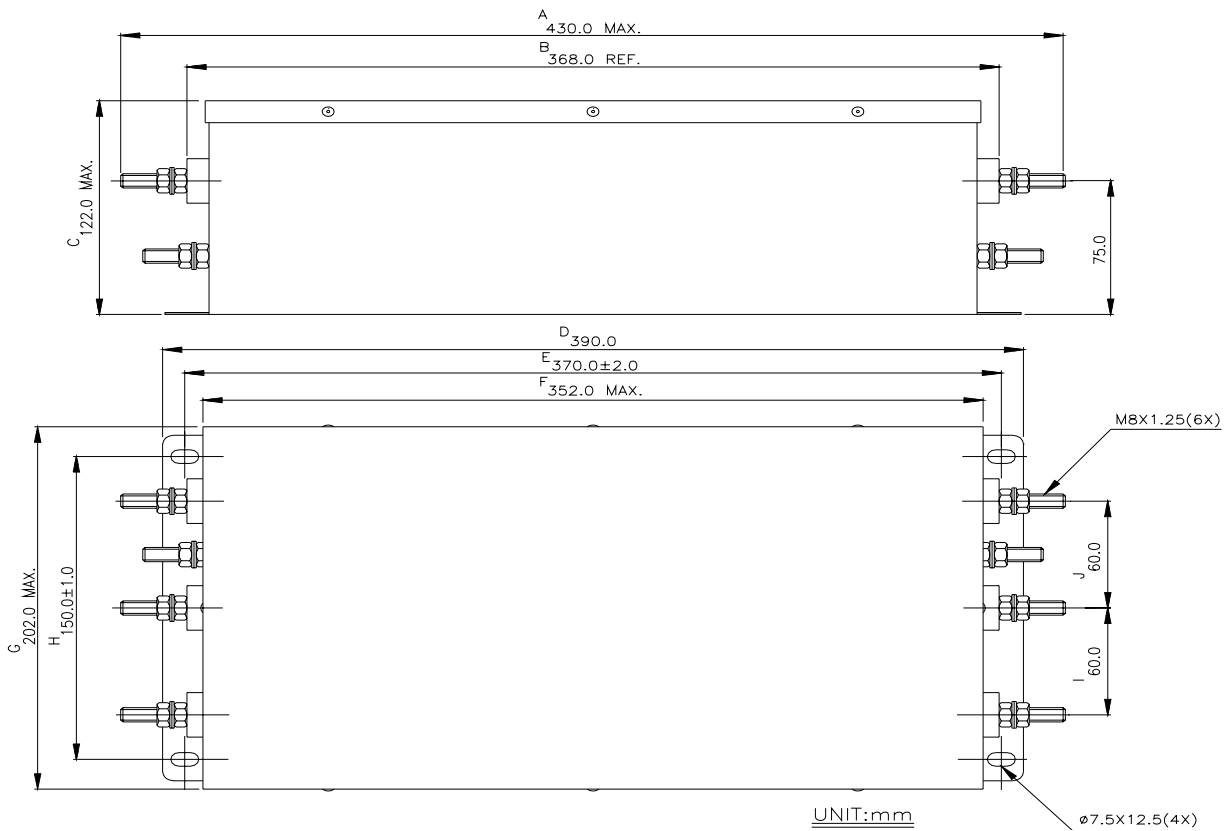 A
430.0 MAX.
B
368.0 REF.
C
122.0 MAX.
75.0
D
390.0
E
370.0±2.0
F
352.0 MAX.
M8X1.25(6X)
G
202.0 MAX.
H
150.0±1.0
J
60.0
I
60.0
UNIT:mm
ø7.5X12.5(4X)